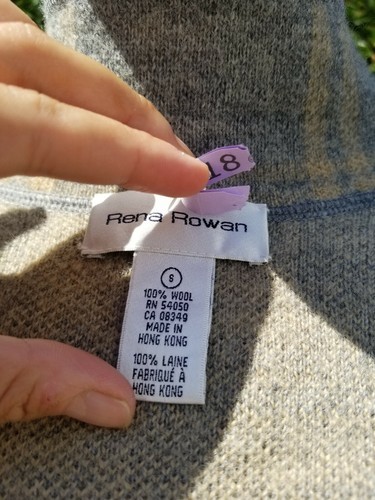 18
Rena Rowan
S
100% WOOL
RN 54050
CA 08349
MADE IN
HONG KONG
100% LAINE
FABRIQUÉ À
HONG KONG